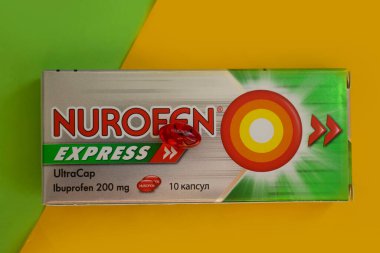 NUROFEN®
EXPRESS
UltraCap
Ibuprofen 200 mg
10 капсул